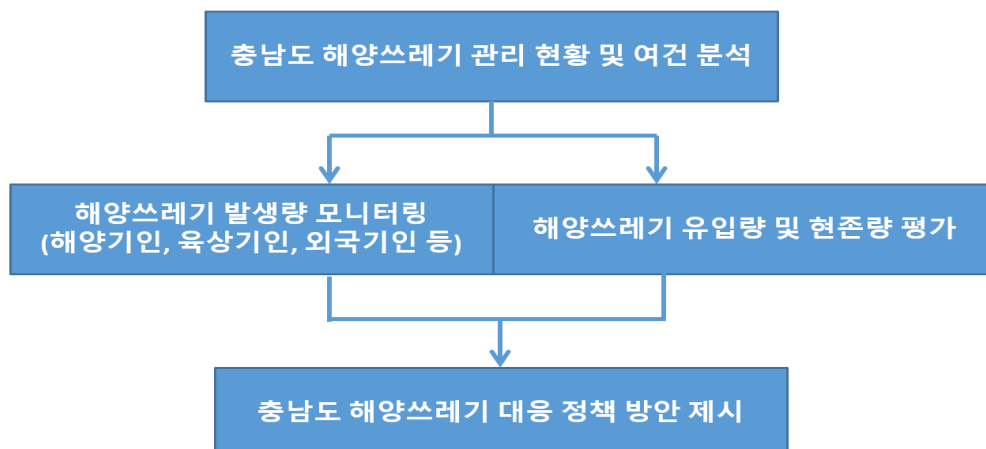 충남도 해양쓰레기 관리 현황 및 여건 분석
해양쓰레기 발생량 모니터링
(해양기인, 육상기인, 외국기인 등)
해양쓰레기 유입량 및 현존량 평가
충남도 해양쓰레기 대응 정책 방안 제시